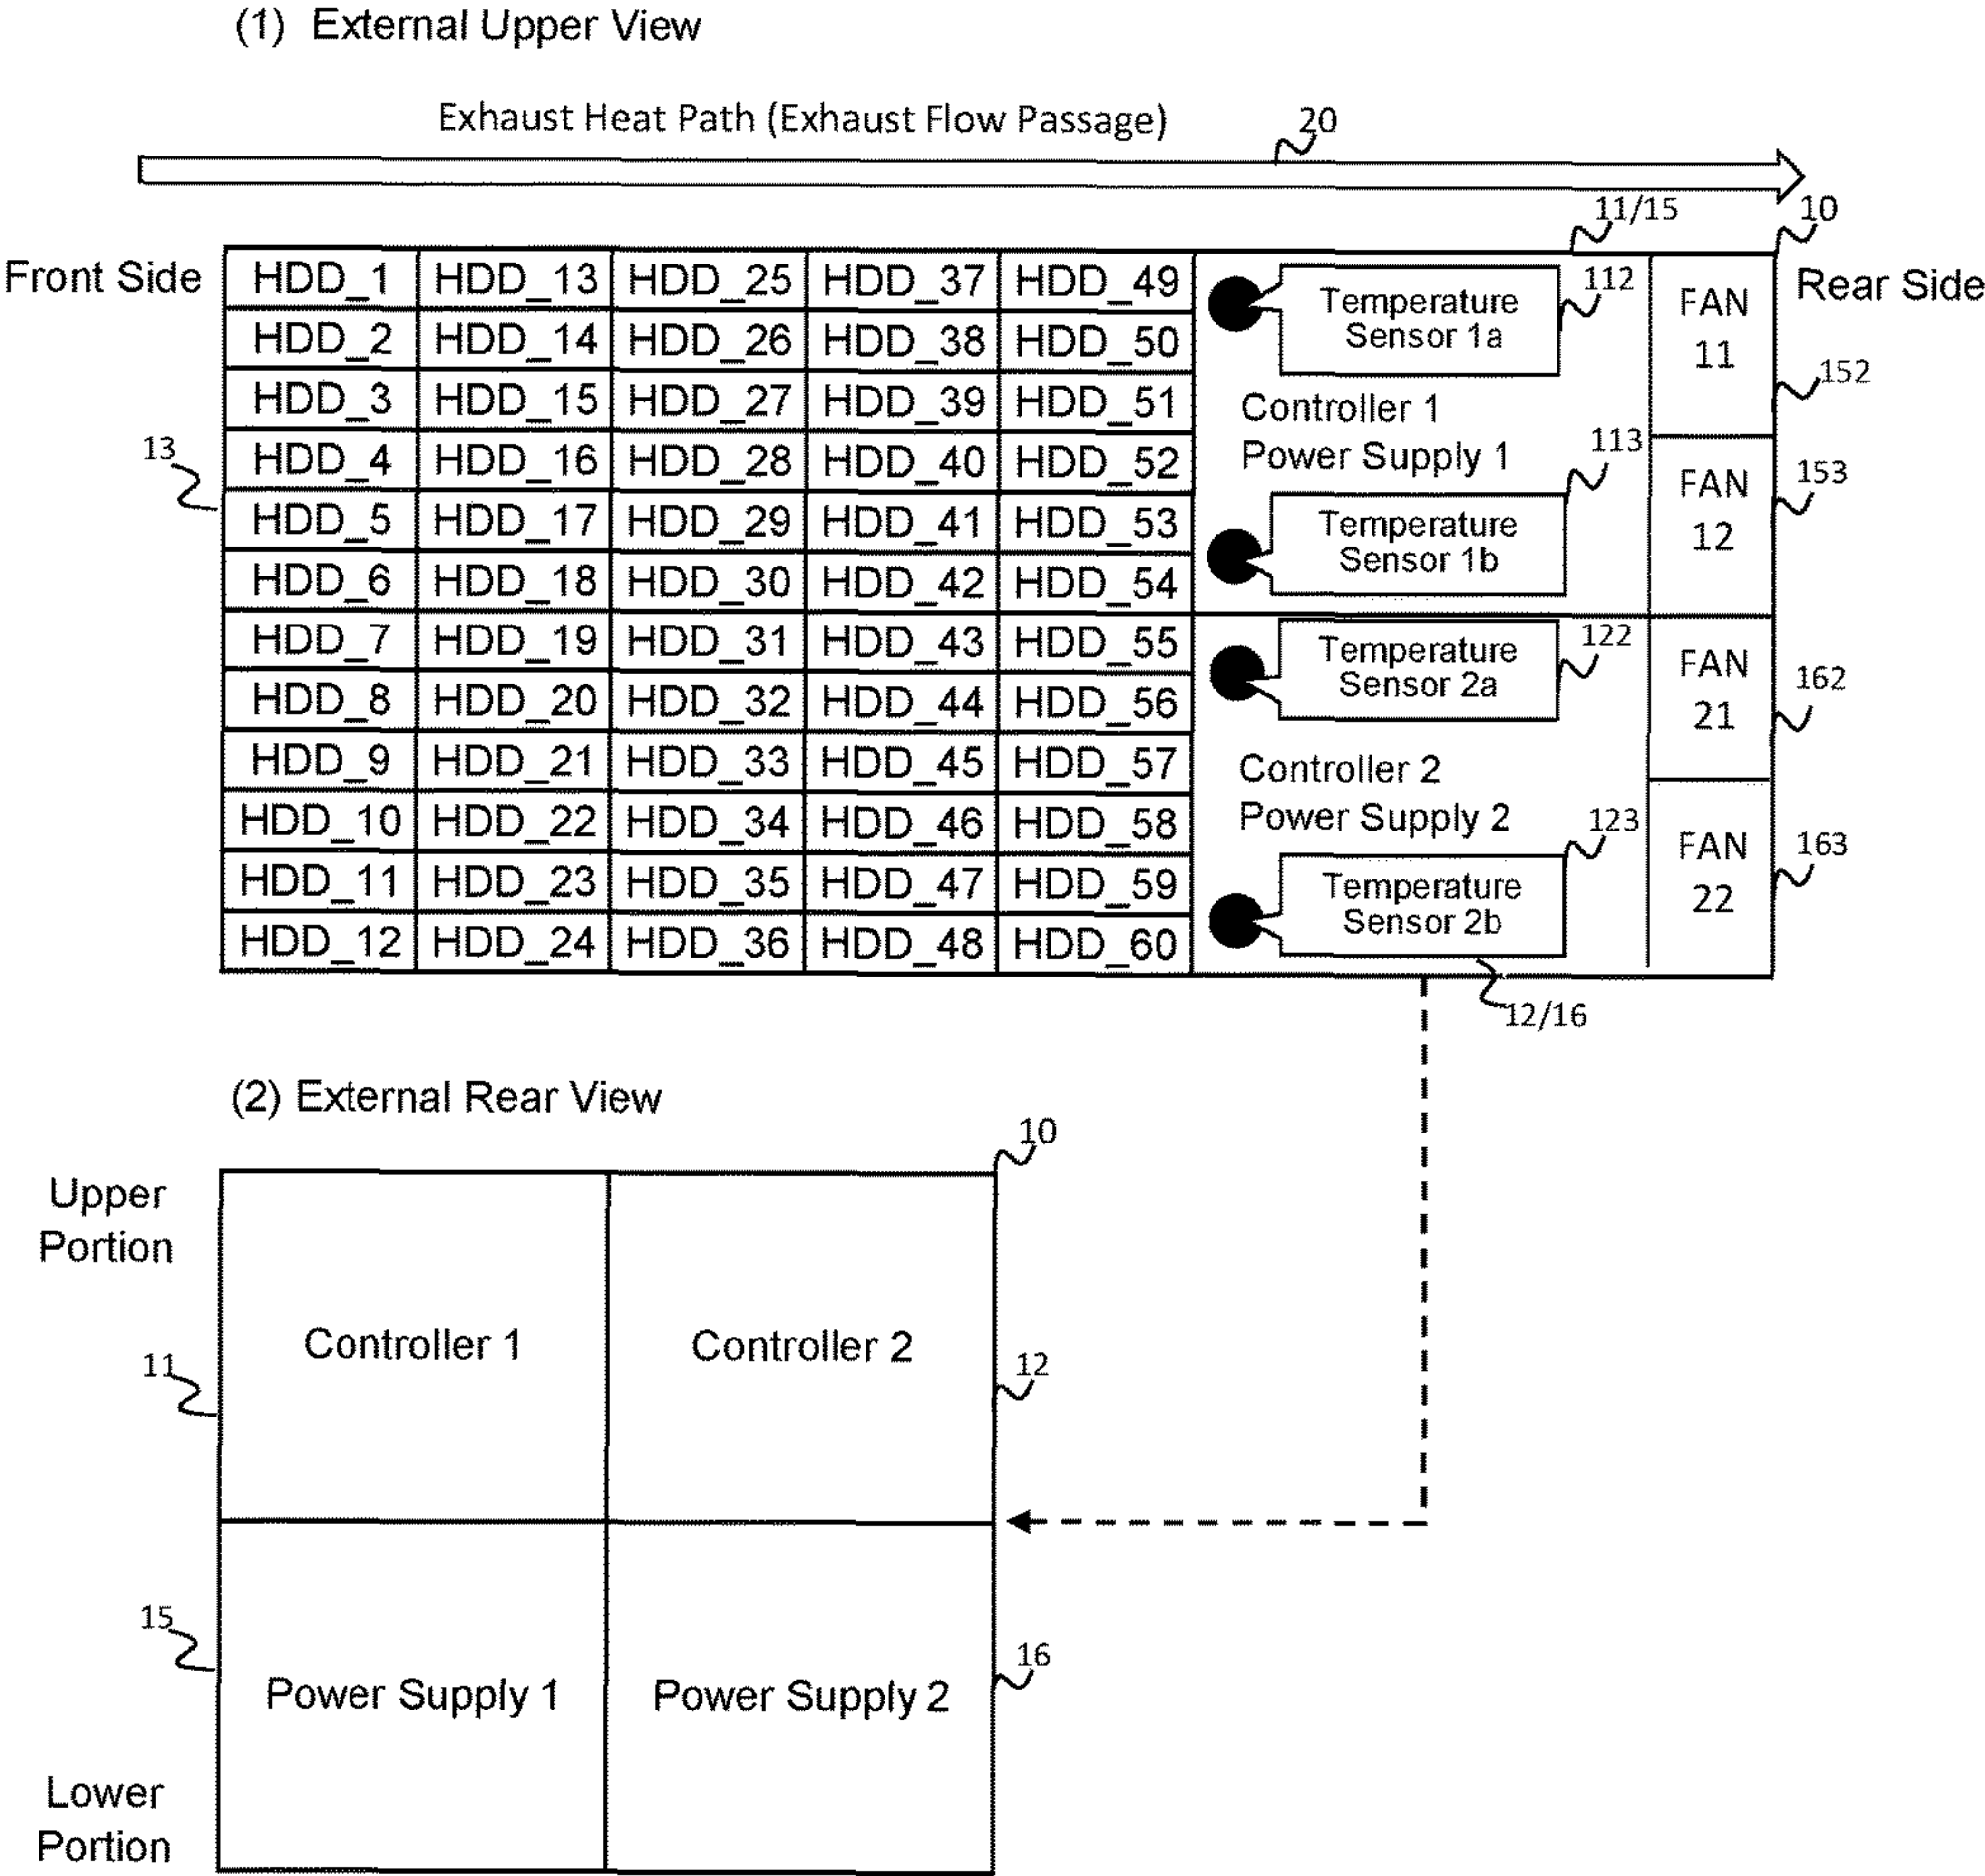 (1) External Upper View
Exhaust Heat Path (Exhaust Flow Passage)
20
11/15
10
Front Side
Rear Side
HDD_1 HDD_13 HDD_25 HDD_37 HDD_49
HDD_2 HDD_14 HDD_26 HDD_38 HDD_50
HDD_3 HDD_15 HDD_27 HDD_39 HDD_51
HDD_4 HDD_16 HDD_28 HDD_40 HDD_52
HDD_5 HDD_17 HDD_29 HDD_41 HDD_53
HDD_6 HDD_18 HDD_30 HDD_42 HDD_54
HDD_7 HDD_19 HDD_31 HDD_43 HDD_55
HDD_8 HDD_20 HDD_32 HDD_44 HDD_56
HDD_9 HDD_21 HDD_33 HDD_45 HDD_57
HDD_10 HDD_22 HDD_34 HDD_46 HDD_58
HDD_11 HDD_23 HDD_35 HDD_47 HDD_59
HDD_12 HDD_24 HDD_36 HDD_48 HDD_60
13
Temperature
Sensor 1a
112
Controller 1
Power Supply 1
113
Temperature
Sensor 1b
Temperature
Sensor 2a
122
Controller 2
Power Supply 2
123
Temperature
Sensor 2b
12/16
FAN
11
152
FAN
12
153
FAN
21
162
FAN
22
163
(2) External Rear View
10
Upper
Portion
Controller 1
Controller 2
11
12
15
16
Power Supply 1
Power Supply 2
Lower
Portion